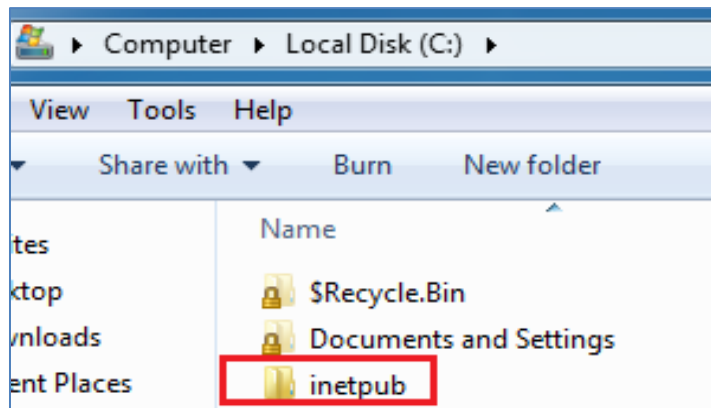 Computer Local Disk (C:)
View Tools Help
Share with Burn New folder
Name
ites
ktop
wnloads
ent Places
$Recycle.Bin
Documents and Settings
inetpub